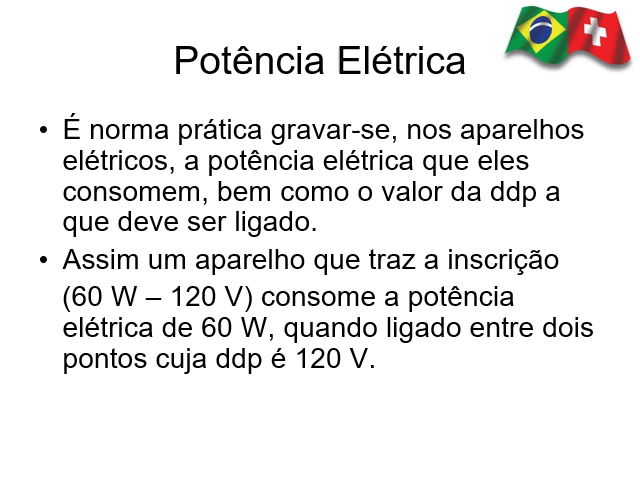 Potência Elétrica
• É norma prática gravar-se, nos aparelhos
elétricos, a potência elétrica que eles
consomem, bem como o valor da ddp a
que deve ser ligado.
• Assim um aparelho que traz a inscrição
(60 W – 120 V) consome a potência
elétrica de 60 W, quando ligado entre dois
pontos cuja ddp é 120 V.